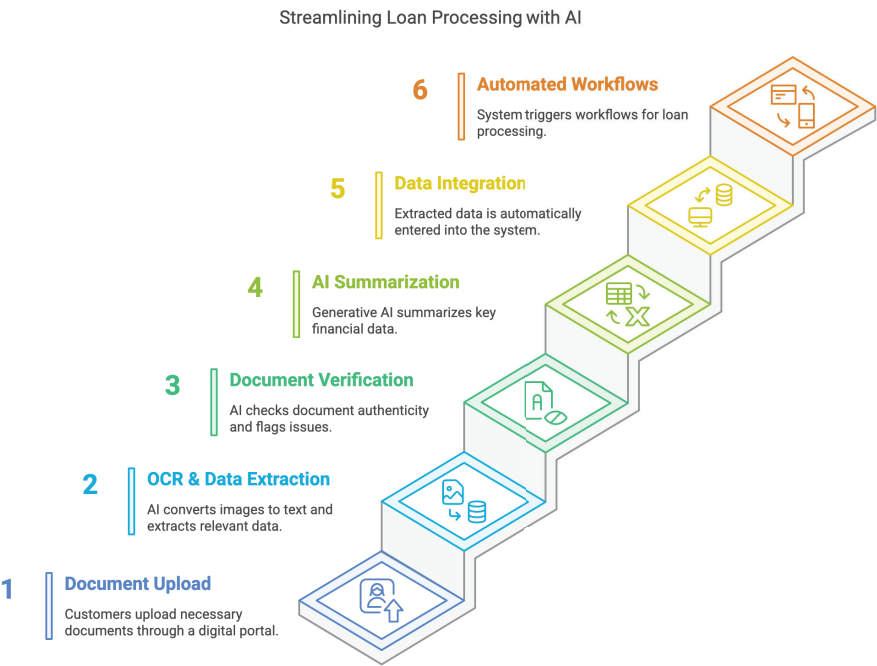 Streamlining Loan Processing with AI
6
Automated Workflows
System triggers workflows for loan
processing.
5
Data Integration
Extracted data is automatically
entered into the system.
4
AI Summarization
Generative AI summarizes key
financial data.
3
Document Verification
AI checks document authenticity
and flags issues.
A
2
OCR & Data Extraction
AI converts images to text and
extracts relevant data.
1
Document Upload
Customers upload necessary
documents through a digital portal.